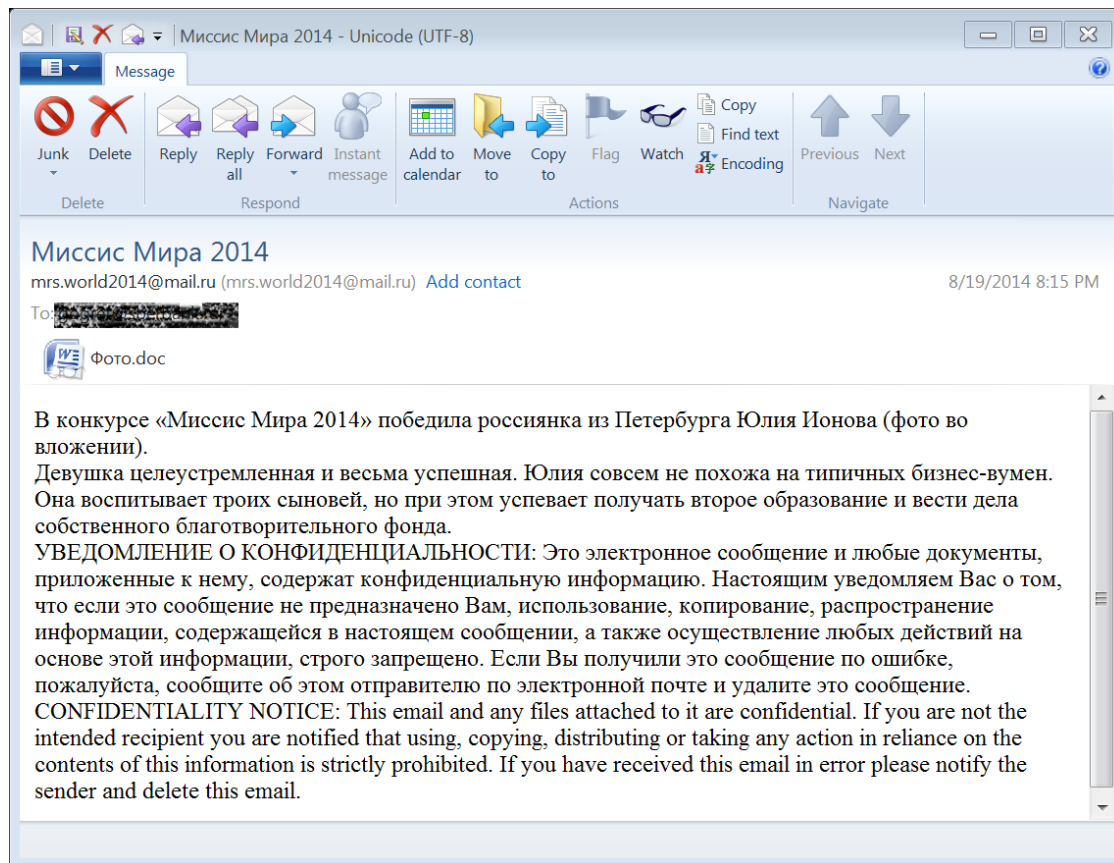 Миссис Мира 2014 - Unicode (UTF-8)
Message
Junk
Delete
Reply
Reply all
Forward
Instant message
Add to calendar
Move to
Copy to
Flag
Watch
Copy
Find text
Encoding
Previous
Next
Delete
Respond
Actions
Navigate
Миссис Мира 2014
mrs.world2014@mail.ru (mrs.world2014@mail.ru) Add contact
8/19/2014 8:15 PM
To:
Фото.doc
В конкурсе «Миссис Мира 2014» победила россиянка из Петербурга Юлия Ионова (фото во
вложении).
Девушка целеустремленная и весьма успешная. Юлия совсем не похожа на типичных бизнес-вумен.
Она воспитывает троих сыновей, но при этом успевает получать второе образование и вести дела
собственного благотворительного фонда.
УВЕДОМЛЕНИЕ О КОНФИДЕНЦИАЛЬНОСТИ: Это электронное сообщение и любые документы,
приложенные к нему, содержат конфиденциальную информацию. Настоящим уведомляем Вас о том,
что если это сообщение не предназначено Вам, использование, копирование, распространение
информации, содержащейся в настоящем сообщении, а также осуществление любых действий на
основе этой информации, строго запрещено. Если Вы получили это сообщение по ошибке,
пожалуйста, сообщите об этом отправителю по электронной почте и удалите это сообщение.
CONFIDENTIALITY NOTICE: This email and any files attached to it are confidential. If you are not the
intended recipient you are notified that using, copying, distributing or taking any action in reliance on the
contents of this information is strictly prohibited. If you have received this email in error please notify the
sender and delete this email.